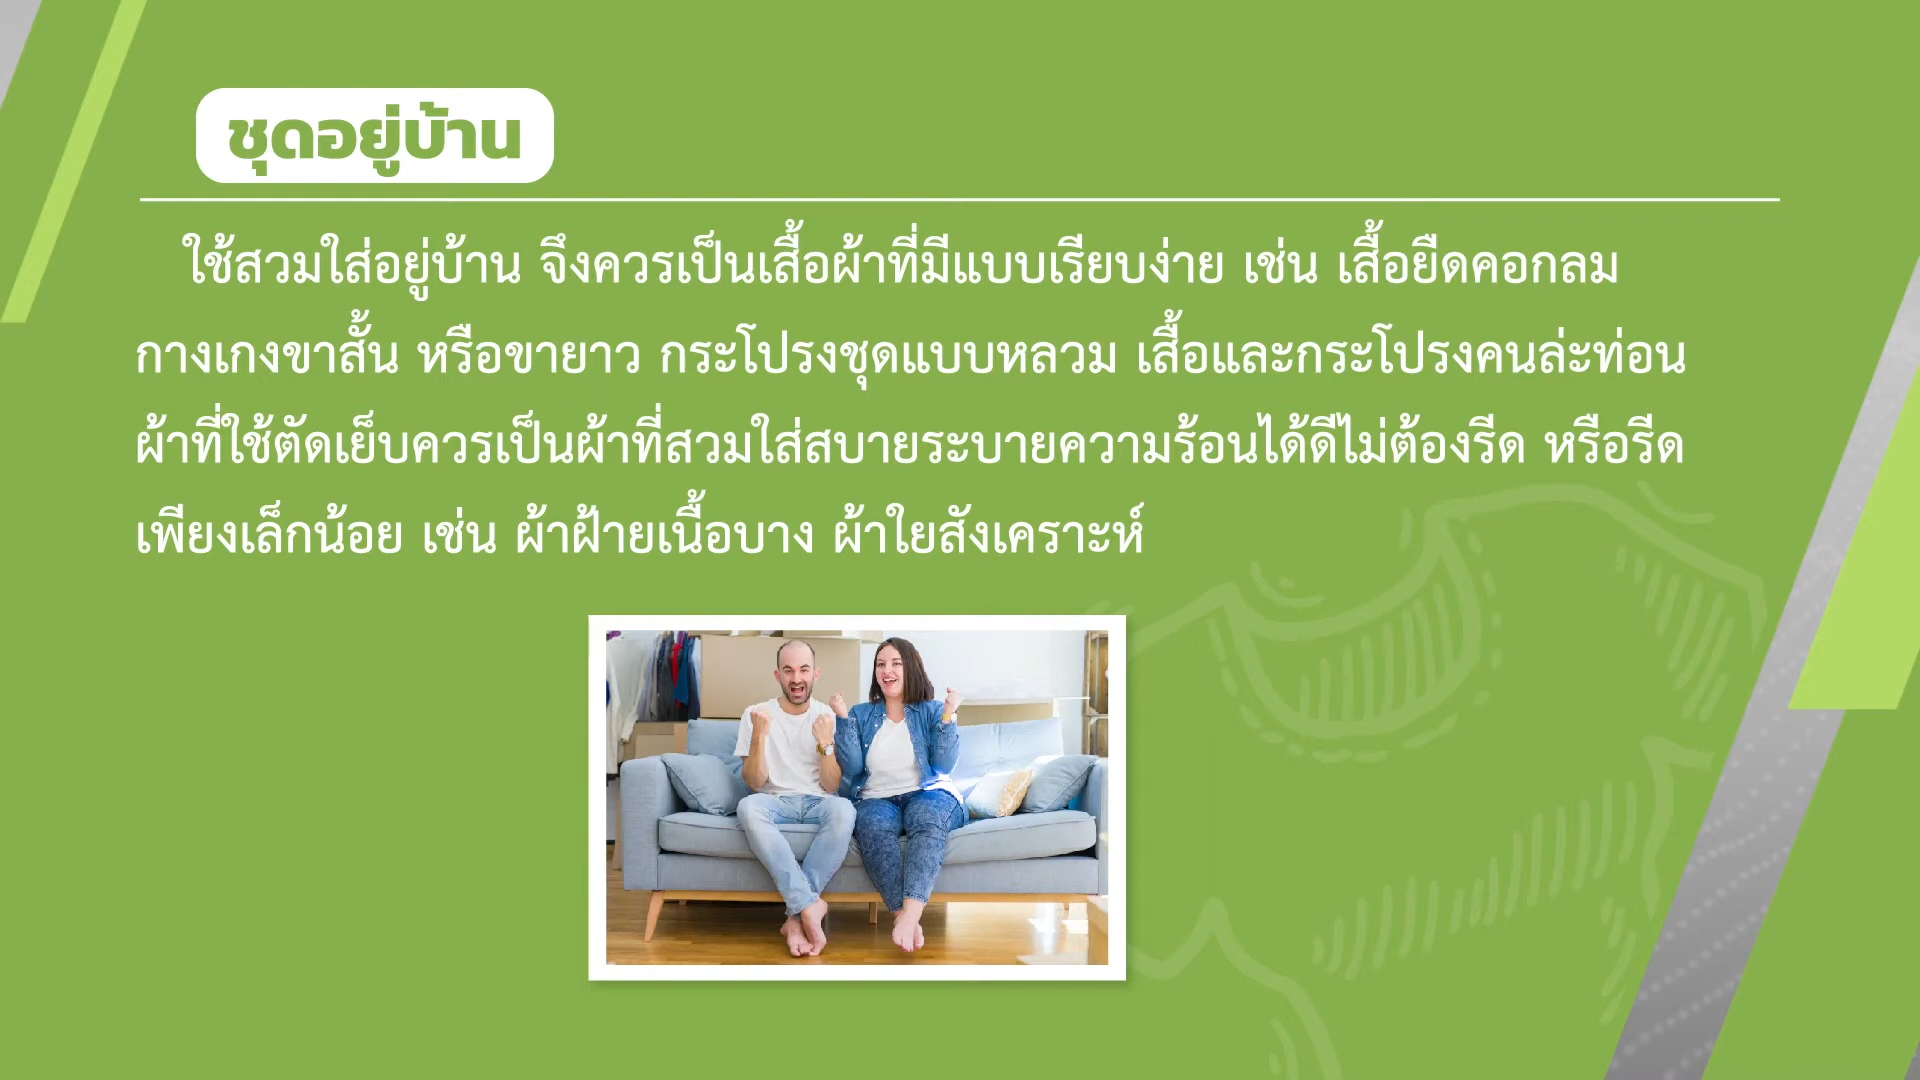 ชุดอยู่บ้าน
ใช้สวมใส่อยู่บ้าน จึงควรเป็นเสื้อผ้าที่มีแบบเรียบง่าย เช่น เสื้อยืดคอกลม
กางเกงขาสั้น หรือขายาว กระโปรงชุดแบบหลวม เสื้อและกระโปรงคนล่ะท่อน
ผ้าที่ใช้ตัดเย็บควรเป็นผ้าที่สวมใส่สบายระบายความร้อนได้ดีไม่ต้องรีด หรือรีด
เพียงเล็กน้อย เช่น ผ้าฝ้ายเนื้อบาง ผ้าใยสังเคราะห์